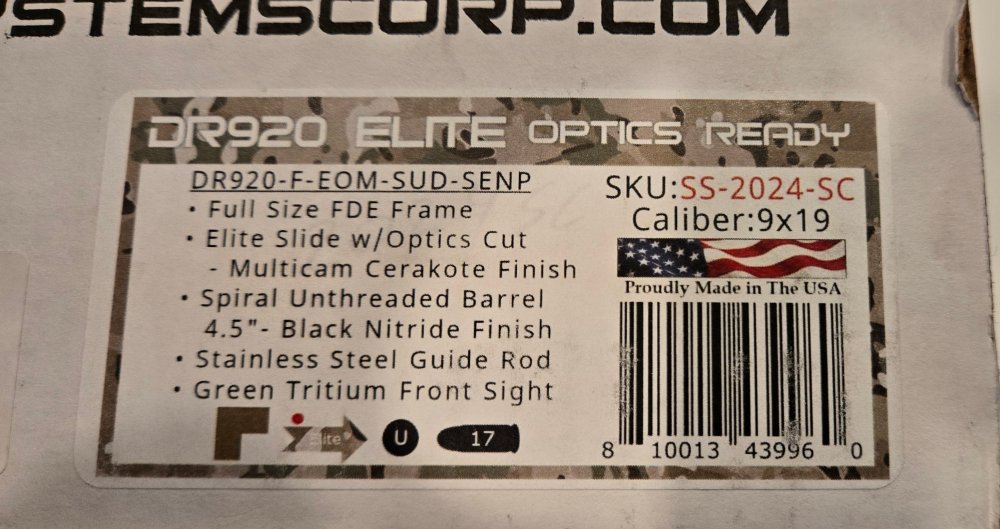 STEMSCORP.COM
DR920 ELITE OPTICS READY
DR920-F-EOM-SUD-SENP
• Full Size FDE Frame
• Elite Slide w/Optics Cut
- Multicam Cerakote Finish
• Spiral Unthreaded Barrel
4.5"- Black Nitride Finish
• Stainless Steel Guide Rod
• Green Tritium Front Sight
Elite
U
17
SKU:SS-2024-SC
Caliber:9x19
Proudly Made in The USA
8 10013 43996 0